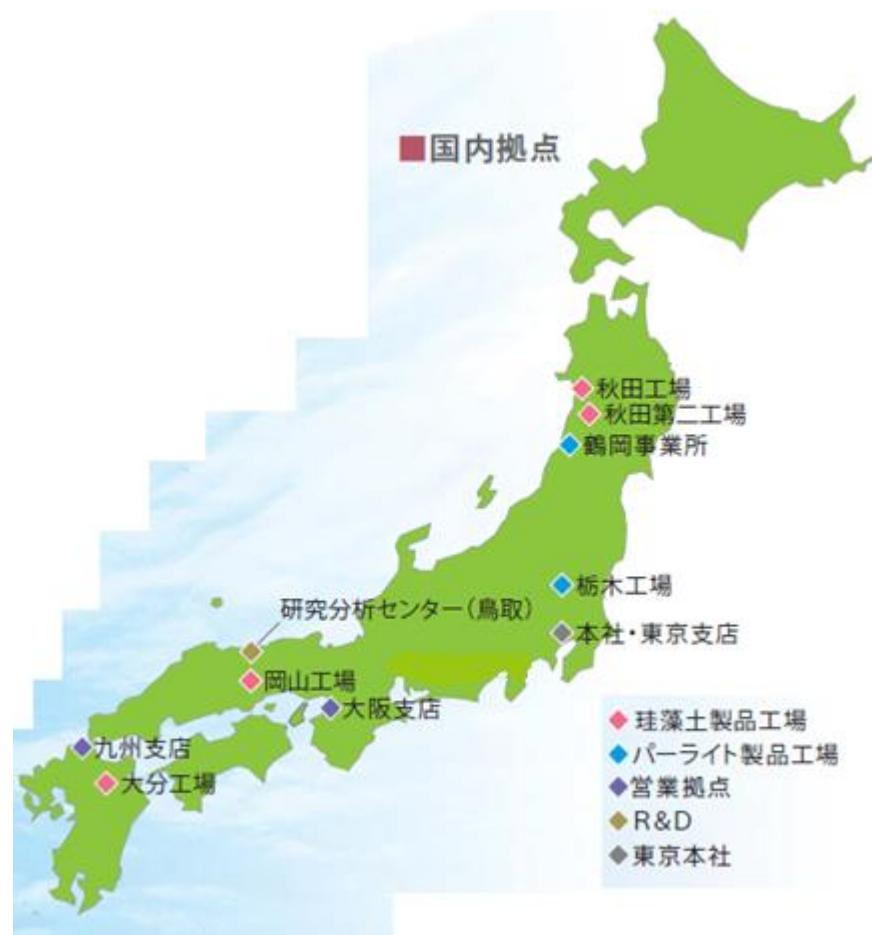 ■国内拠点
秋田工場
秋田第二工場
鶴岡事業所
栃木工場
研究分析センター(鳥取)
本社・東京支店
岡山工場
大阪支店
九州支店
大分工場
◆珪藻土製品工場
◆パーライト製品工場
◆営業拠点
◆R&D
◆東京本社